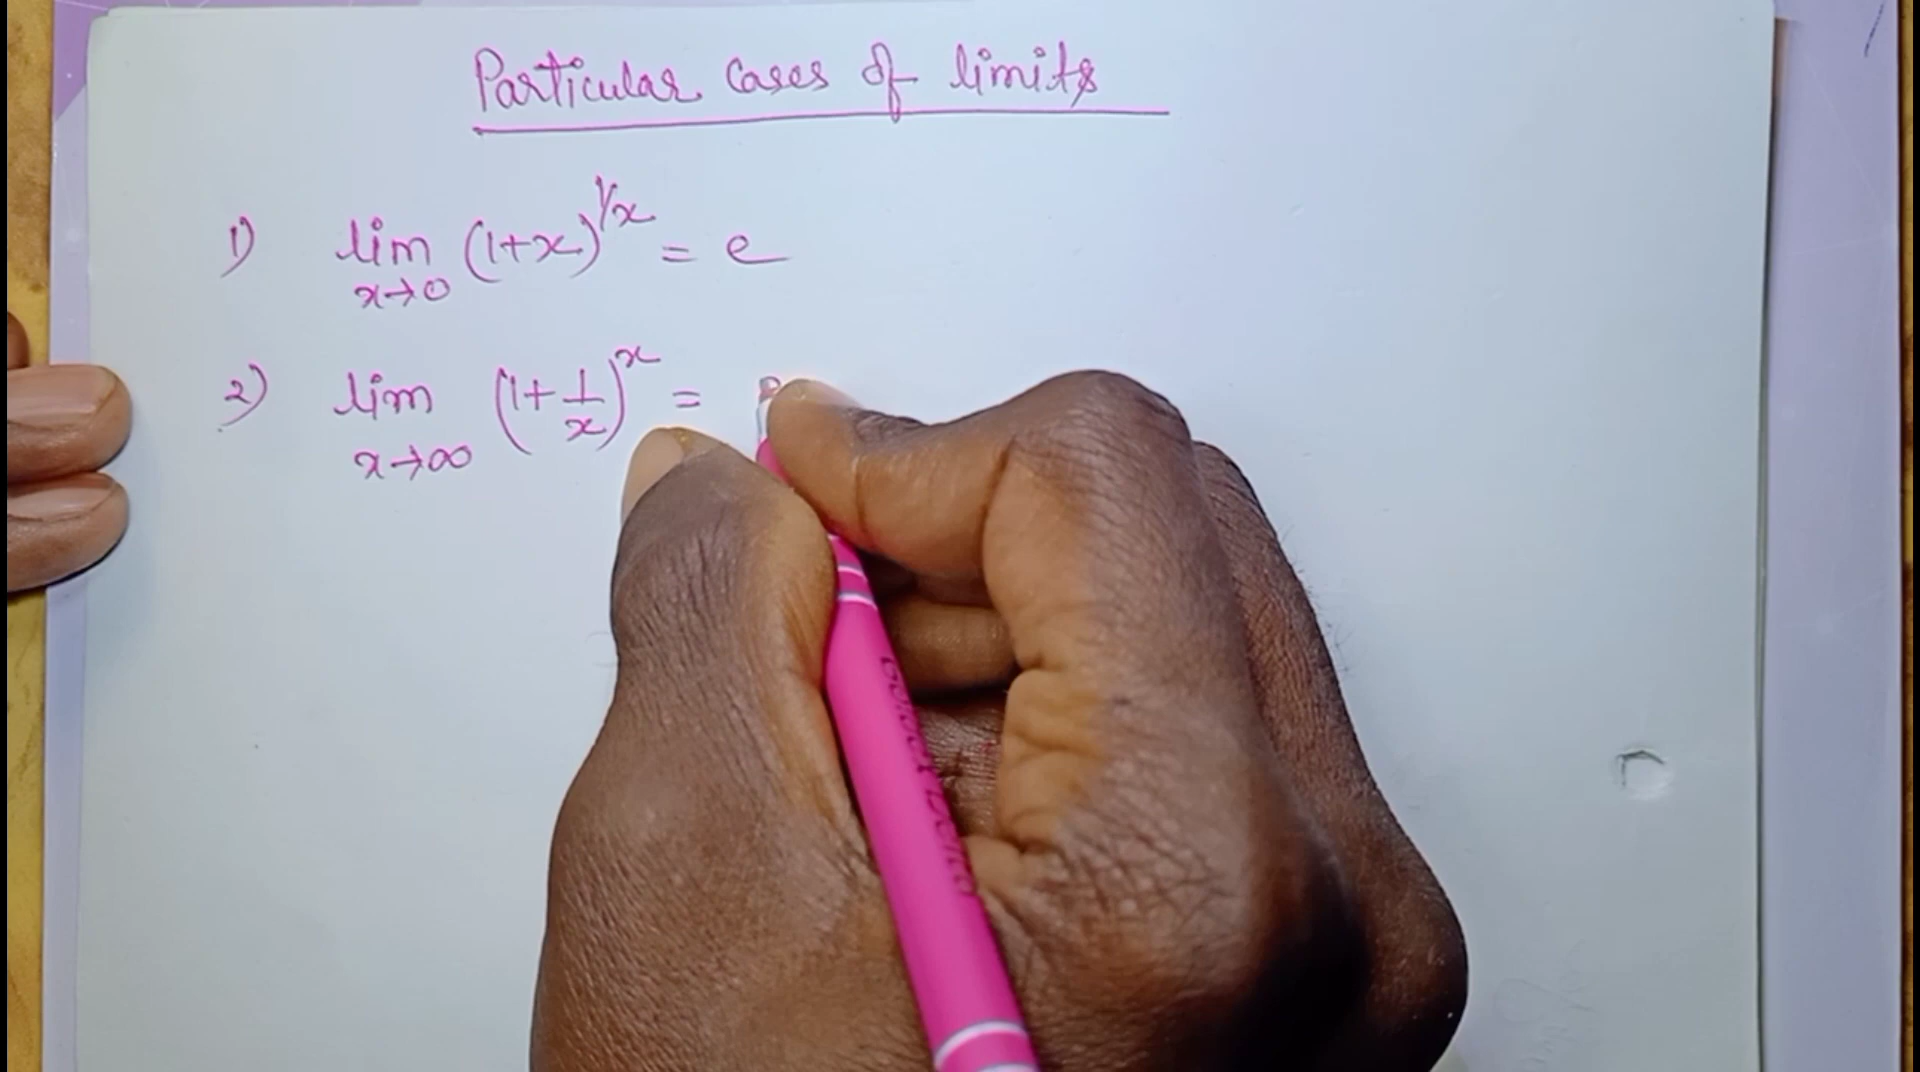 Particular Cases of limits
1) lim x→0 (1+x)^1/x = e
2) lim x→∞ (1+1/x)^x =